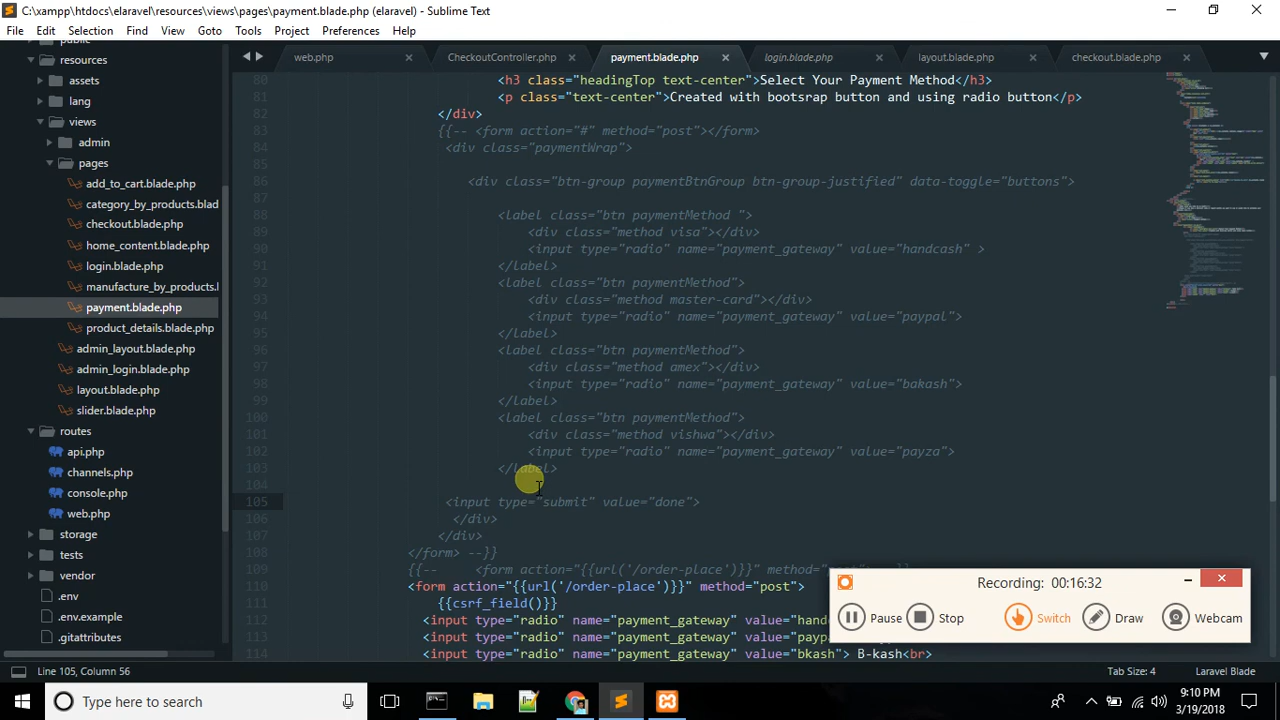 C:\xampp\htdocs\elaravel\resources\views\pages\payment.blade.php (elaravel) - Sublime Text
File Edit Selection Find View Goto Tools Project Preferences Help
web.php CheckoutController.php payment.blade.php login.blade.php layout.blade.php checkout.blade.php
public
resources
assets
lang
views
admin
pages
add_to_cart.blade.php
category_by_products.blad
checkout.blade.php
home_content.blade.php
login.blade.php
manufacture_by_products.l
payment.blade.php
product_details.blade.php
admin_layout.blade.php
admin_login.blade.php
layout.blade.php
slider.blade.php
routes
api.php
channels.php
console.php
web.php
storage
tests
vendor
.env
.env.example
.gitattributes
80 <h3 class="headingTop text-center">Select Your Payment Method</h3>
81 <p class="text-center">Created with bootsrap button and using radio button</p>
82 </div>
83 {{-- <form action="#" method="post"></form>
84 <div class="paymentWrap">
85
86 <div class="btn-group paymentBtnGroup btn-group-justified" data-toggle="buttons">
87
88 <label class="btn paymentMethod ">
89 <div class="method visa"></div>
90 <input type="radio" name="payment_gateway" value="handcash" >
91 </label>
92 <label class="btn paymentMethod">
93 <div class="method master-card"></div>
94 <input type="radio" name="payment_gateway" value="paypal">
95 </label>
96 <label class="btn paymentMethod">
97 <div class="method amex"></div>
98 <input type="radio" name="payment_gateway" value="bakash">
99 </label>
100 <label class="btn paymentMethod">
101 <div class="method vishwa"></div>
102 <input type="radio" name="payment_gateway" value="payza">
103 </label>
104
105 <input type="submit" value="done">
106 </div>
107 </div>
108 </form> --}}
109 {{-- <form action="{{url('/order-place')}}" method=
110 <form action="{{url('/order-place')}}" method="post">
111 {{csrf_field()}}
112 <input type="radio" name="payment_gateway" value="hand
113 <input type="radio" name="payment_gateway" value="payp
114 <input type="radio" name="payment_gateway" value="bkash"> B-kash<br>
Recording: 00:16:32
Pause Stop Switch Draw Webcam
Line 105, Column 56 Tab Size: 4 Laravel Blade
Type here to search
9:10 PM
3/19/2018